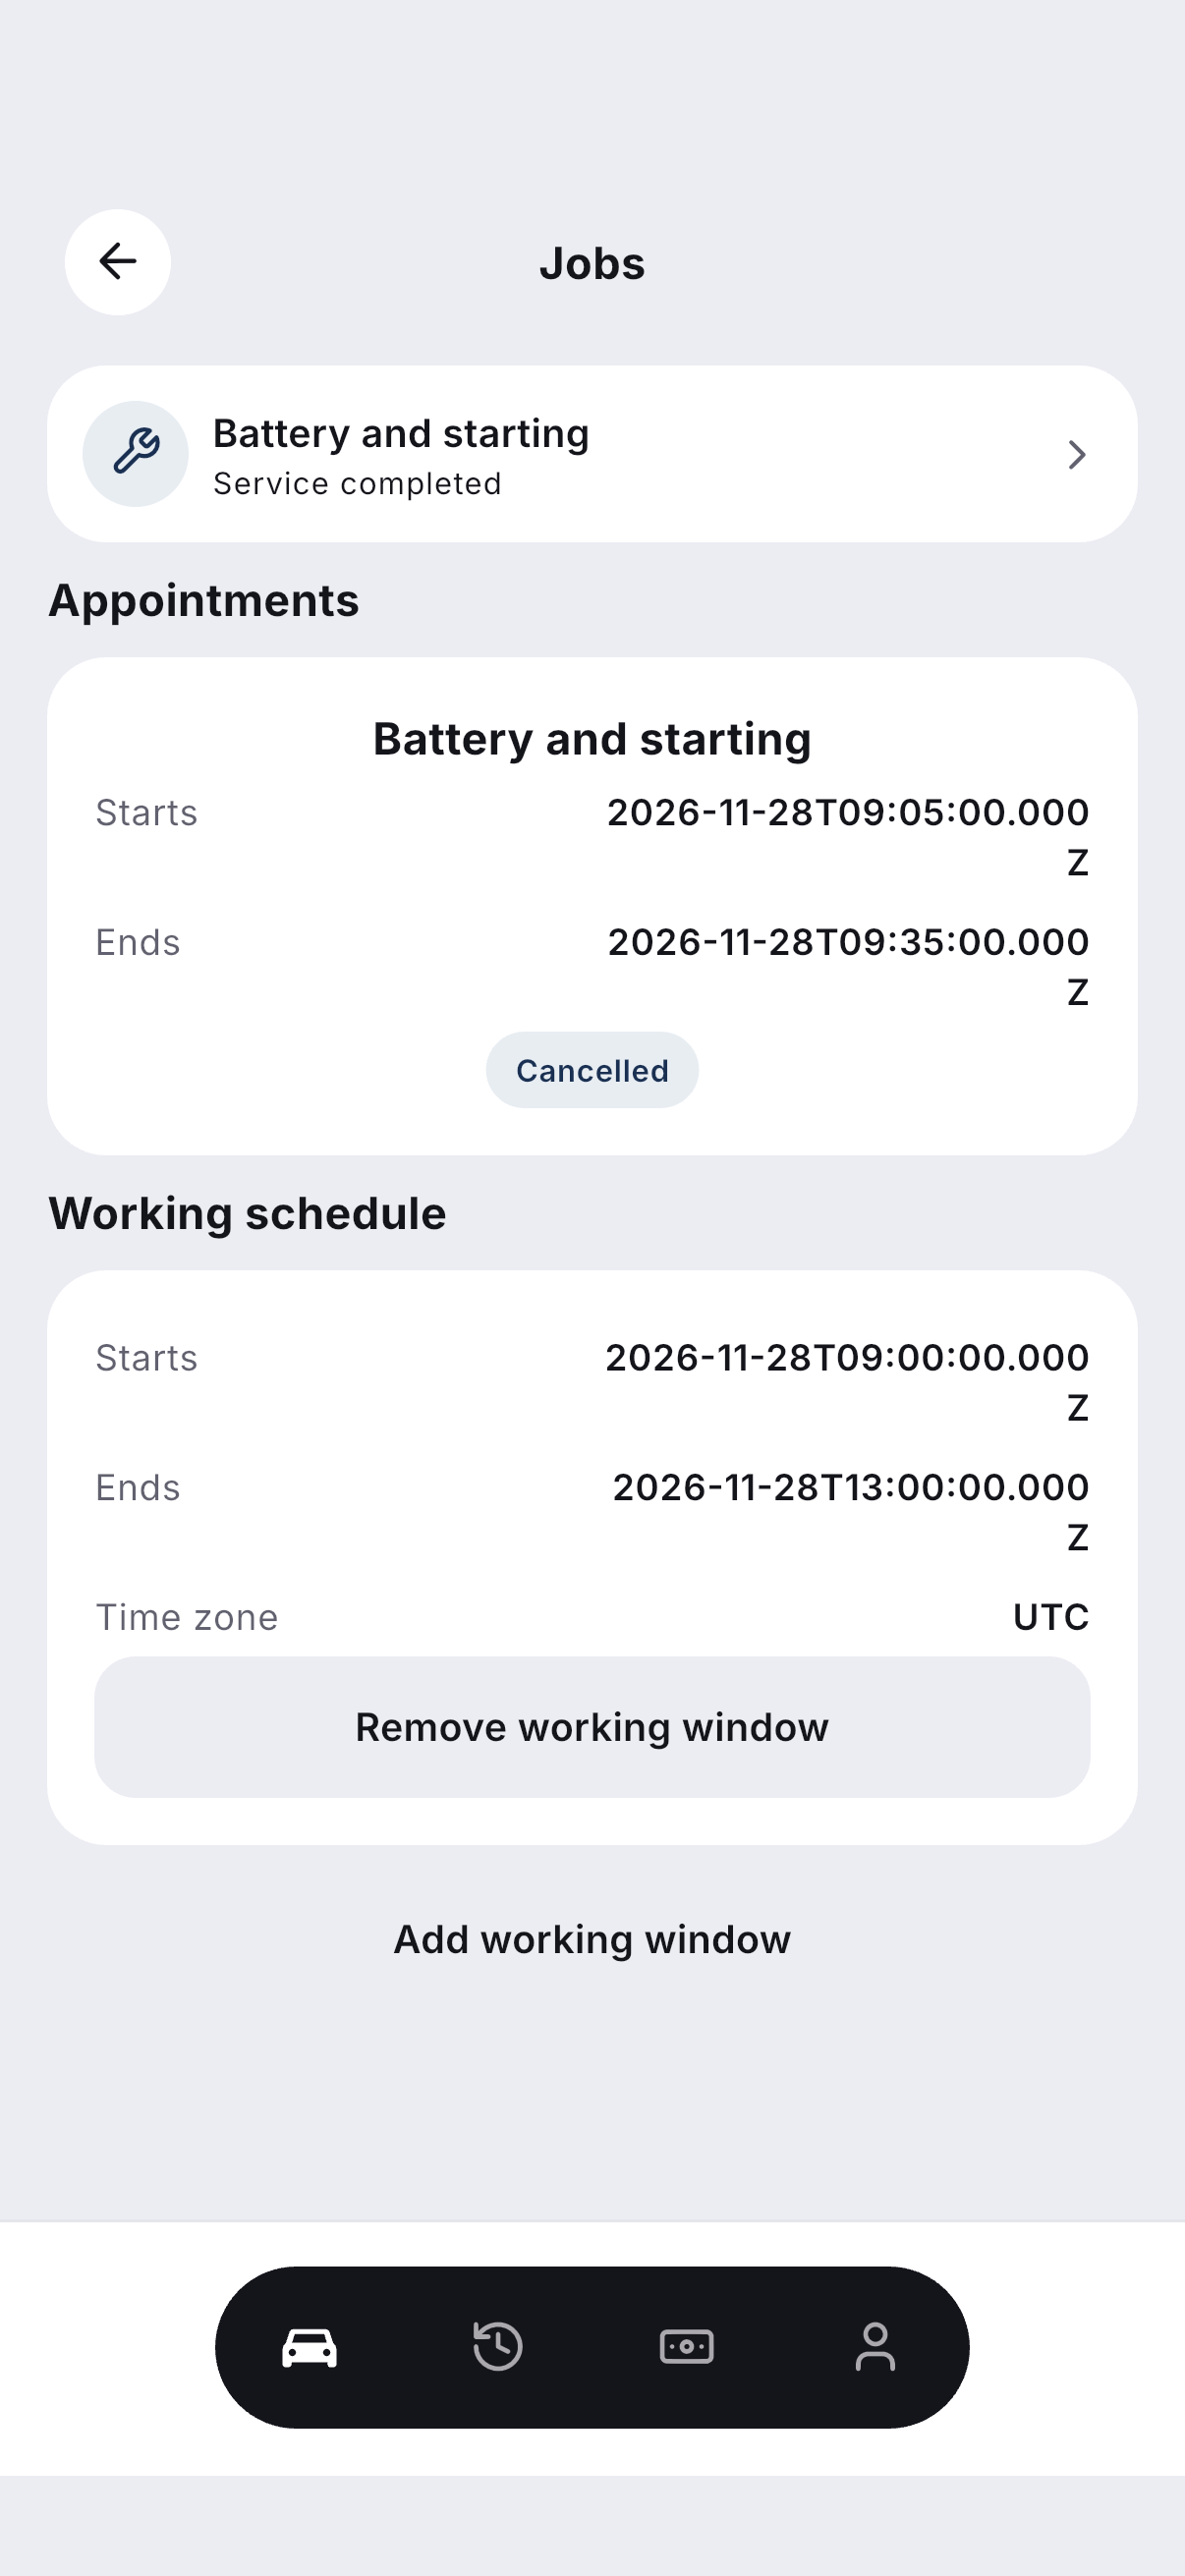 Jobs
Battery and starting
Service completed
Appointments
Battery and starting
Starts 2026-11-28T09:05:00.000
Z
Ends 2026-11-28T09:35:00.000
Z
Cancelled
Working schedule
Starts 2026-11-28T09:00:00.000
Z
Ends 2026-11-28T13:00:00.000
Z
Time zone UTC
Remove working window
Add working window